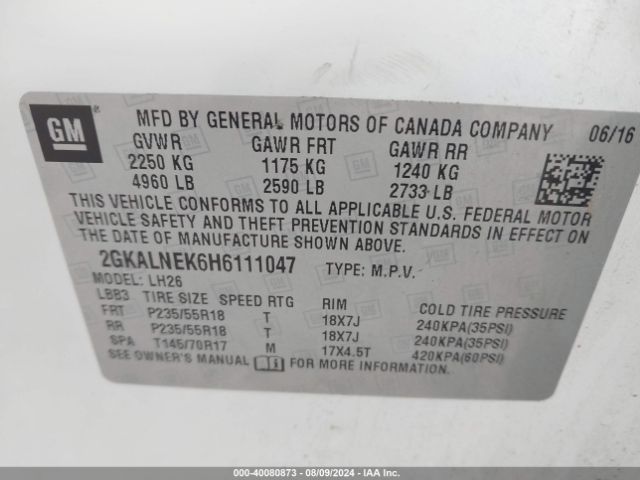 GM
MFD BY GENERAL MOTORS OF CANADA COMPANY 06/16
GVWR GAWR FRT GAWR RR
2250 KG 1175 KG 1240 KG
4960 LB 2590 LB 2733 LB
THIS VEHICLE CONFORMS TO ALL APPLICABLE U.S. FEDERAL MOTOR
VEHICLE SAFETY AND THEFT PREVENTION STANDARDS IN EFFECT ON
THE DATE OF MANUFACTURE SHOWN ABOVE.
2GKALNEK6H6111047 TYPE: M.P.V.
MODEL: LH26
LBB3 TIRE SIZE SPEED RTG RIM COLD TIRE PRESSURE
FRT P235/55R18 T 18X7J 240KPA(35PSI)
RR P235/55R18 T 18X7J 240KPA(35PSI)
SPA T145/70R17 M 17X4.5T 420KPA(60PSI)
SEE OWNER'S MANUAL FOR MORE INFORMATION.
000-40080873 - 08/09/2024 - IAA Inc.